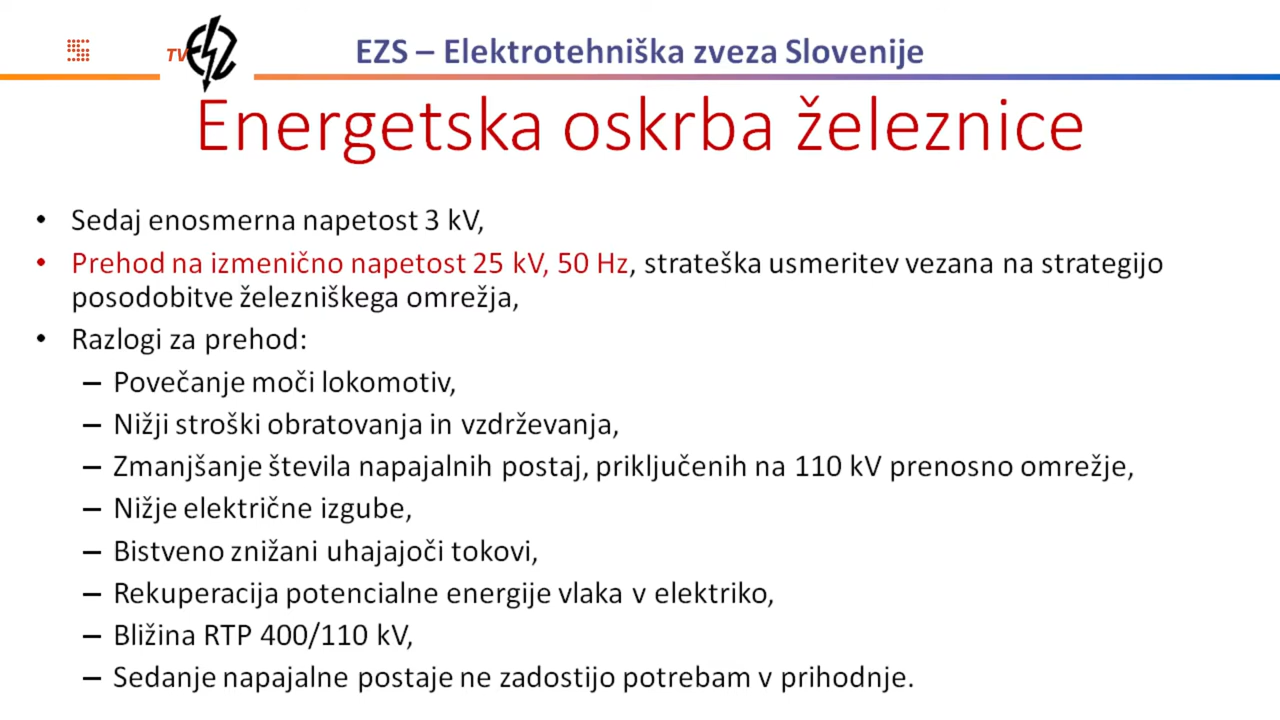 TV EZS
EZS – Elektrotehniška zveza Slovenije
Energetska oskrba železnice
• Sedaj enosmerna napetost 3 kV,
• Prehod na izmenično napetost 25 kV, 50 Hz, strateška usmeritev vezana na strategijo
posodobitve železniškega omrežja,
• Razlogi za prehod:
– Povečanje moči lokomotiv,
– Nižji stroški obratovanja in vzdrževanja,
– Zmanjšanje števila napajalnih postaj, priključenih na 110 kV prenosno omrežje,
– Nižje električne izgube,
– Bistveno znižani uhajajoči tokovi,
– Rekuperacija potencialne energije vlaka v elektriko,
– Bližina RTP 400/110 kV,
– Sedanje napajalne postaje ne zadostijo potrebam v prihodnje.